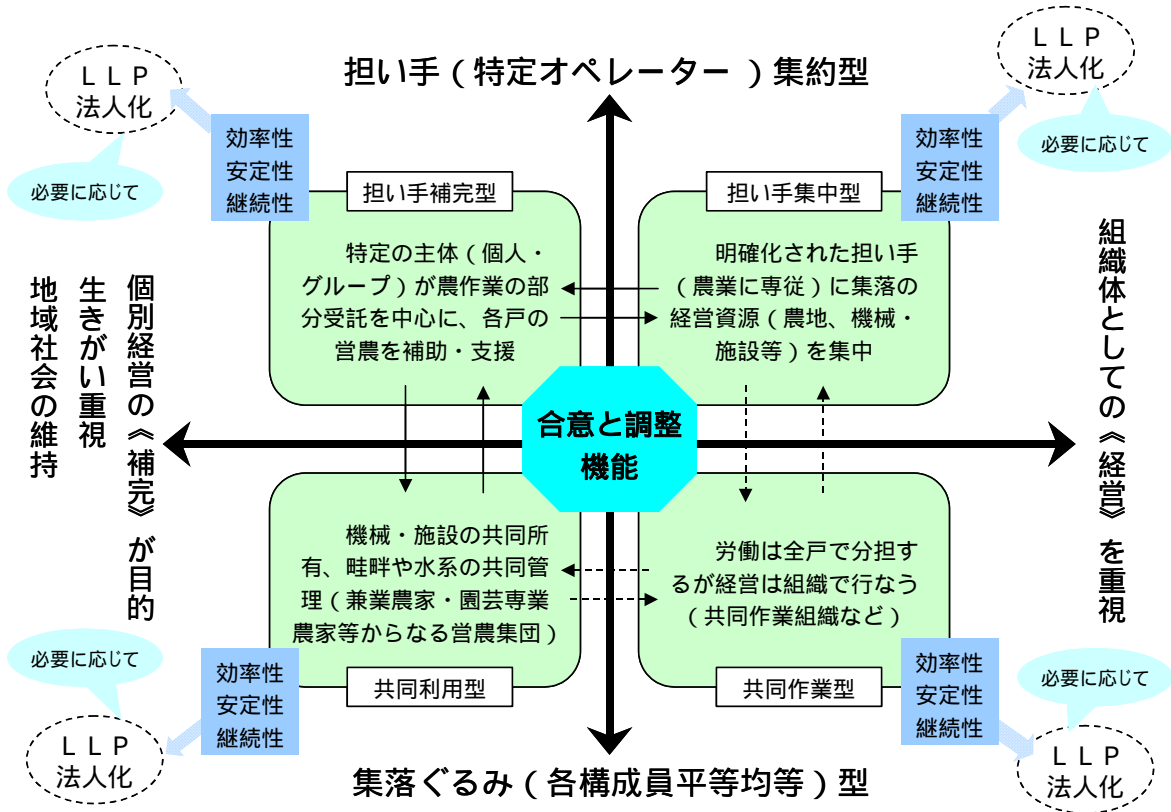 担い手（特定オペレーター）集約型
ＬＬＰ
法人化
必要に応じて
効率性
安定性
継続性
ＬＬＰ
法人化
必要に応じて
効率性
安定性
継続性
担い手補完型
特定の主体（個人・
グループ）が農作業の部
分受託を中心に、各戸の
営農を補助・支援
担い手集中型
明確化された担い手
（農業に専従）に集落の
経営資源（農地、機械・
施設等）を集中
個別経営の《補完》が目的
生きがい重視
地域社会の維持
合意と調整
機能
組織体としての《経営》を重視
機械・施設の共同所
有、畦畔や水系の共同管
理（兼業農家・園芸専業
農家等からなる営農集団）
共同利用型
労働は全戸で分担す
るが経営は組織で行なう
（共同作業組織など）
共同作業型
必要に応じて
効率性
安定性
継続性
ＬＬＰ
法人化
効率性
安定性
継続性
必要に応じて
ＬＬＰ
法人化
集落ぐるみ（各構成員平等均等）型